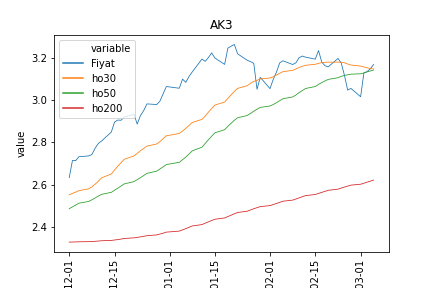 AK3
variable
Fiyat
ho30
ho50
ho200
value
3.2
3.0
2.8
2.6
2.4
12-01
12-15
01-01
01-15
02-01
02-15
03-01